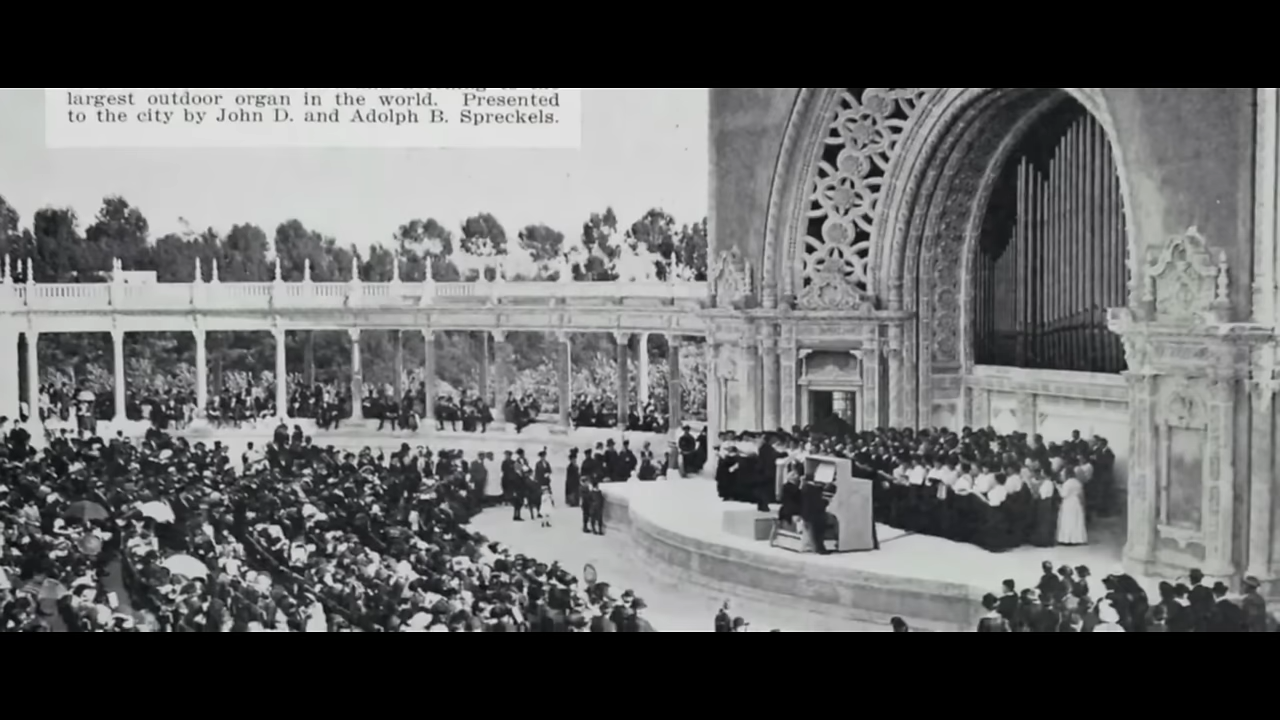 largest outdoor organ in the world. Presented
to the city by John D. and Adolph B. Spreckels.